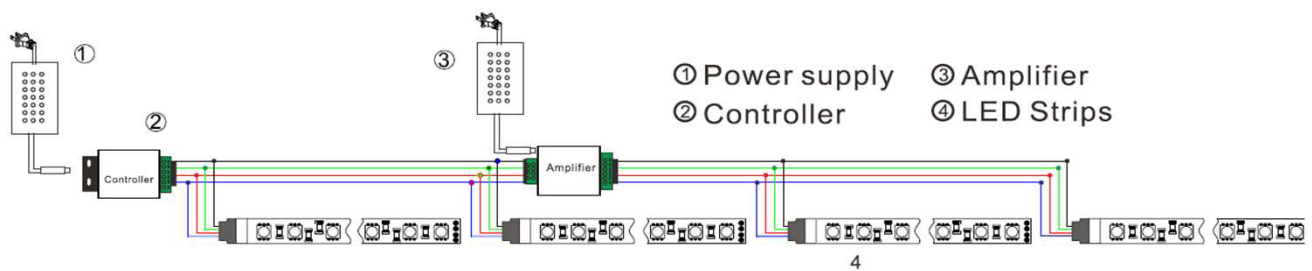 ①
③
① Power supply ③ Amplifier
② Controller ④ LED Strips
②
Controller
Amplifier
4